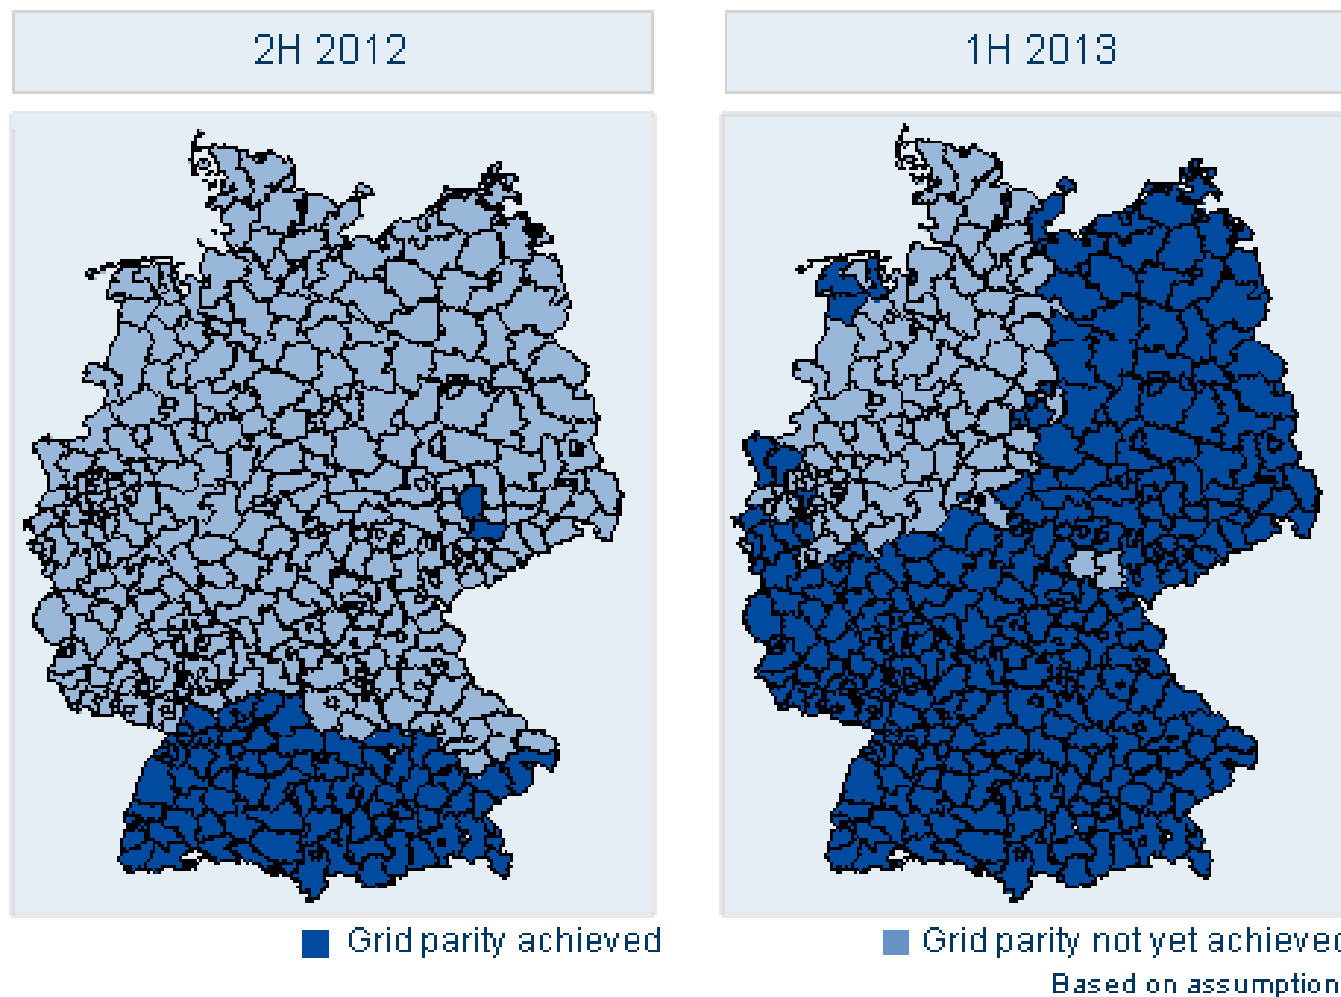 2H 2012
1H 2013
Grid parity achieved
Grid parity not yet achieved
Based on assumption